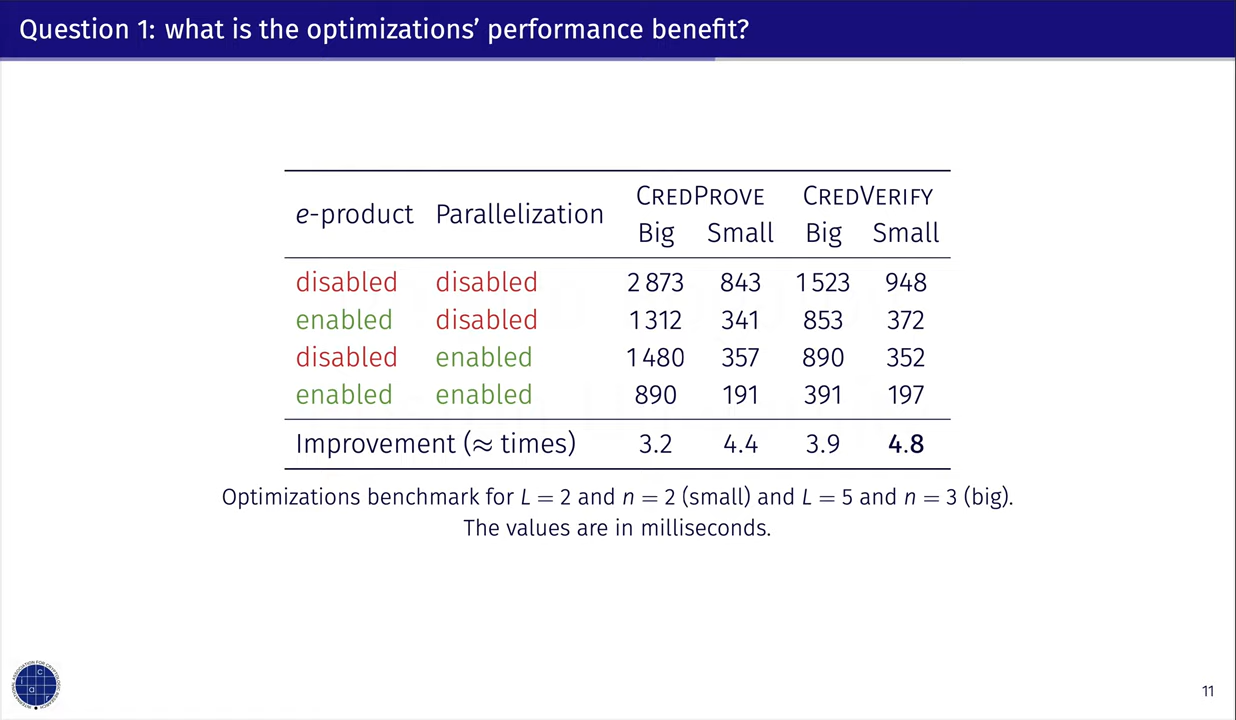 Question 1: what is the optimizations’ performance benefit?
e-product Parallelization CREDPROVE CREDVERIFY
Big Small Big Small
disabled disabled 2 873 843 1 523 948
enabled disabled 1 312 341 853 372
disabled enabled 1 480 357 890 352
enabled enabled 890 191 391 197
Improvement (≈ times) 3.2 4.4 3.9 4.8
Optimizations benchmark for L = 2 and n = 2 (small) and L = 5 and n = 3 (big).
The values are in milliseconds.
11